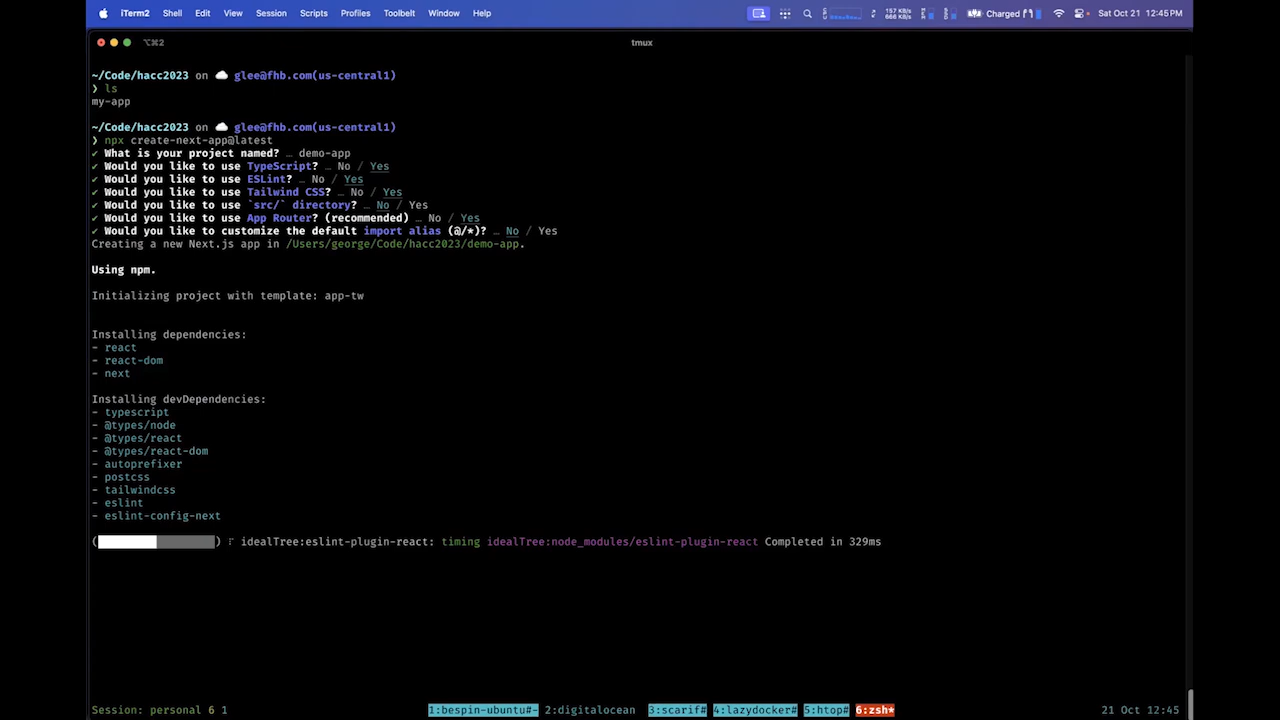 iTerm2 Shell Edit View Session Scripts Profiles Toolbelt Window Help 157 KB/s 666 KB/s Charged Sat Oct 21 12:45PM
⌥⌘2 tmux
~/Code/hacc2023 on glee@fhb.com(us-central1)
❯ ls
my-app
~/Code/hacc2023 on glee@fhb.com(us-central1)
❯ npx create-next-app@latest
✔ What is your project named? … demo-app
✔ Would you like to use TypeScript? … No / Yes
✔ Would you like to use ESLint? … No / Yes
✔ Would you like to use Tailwind CSS? … No / Yes
✔ Would you like to use `src/` directory? … No / Yes
✔ Would you like to use App Router? (recommended) … No / Yes
✔ Would you like to customize the default import alias (@/*)? … No / Yes
Creating a new Next.js app in /Users/george/Code/hacc2023/demo-app.
Using npm.
Initializing project with template: app-tw
Installing dependencies:
- react
- react-dom
- next
Installing devDependencies:
- typescript
- @types/node
- @types/react
- @types/react-dom
- autoprefixer
- postcss
- tailwindcss
- eslint
- eslint-config-next
( ) ⠏ idealTree:eslint-plugin-react: timing idealTree:node_modules/eslint-plugin-react Completed in 329ms
Session: personal 6 1 1:bespin-ubuntu#- 2:digitalocean 3:scarif# 4:lazydocker# 5:htop# 6:zsh* 21 Oct 12:45